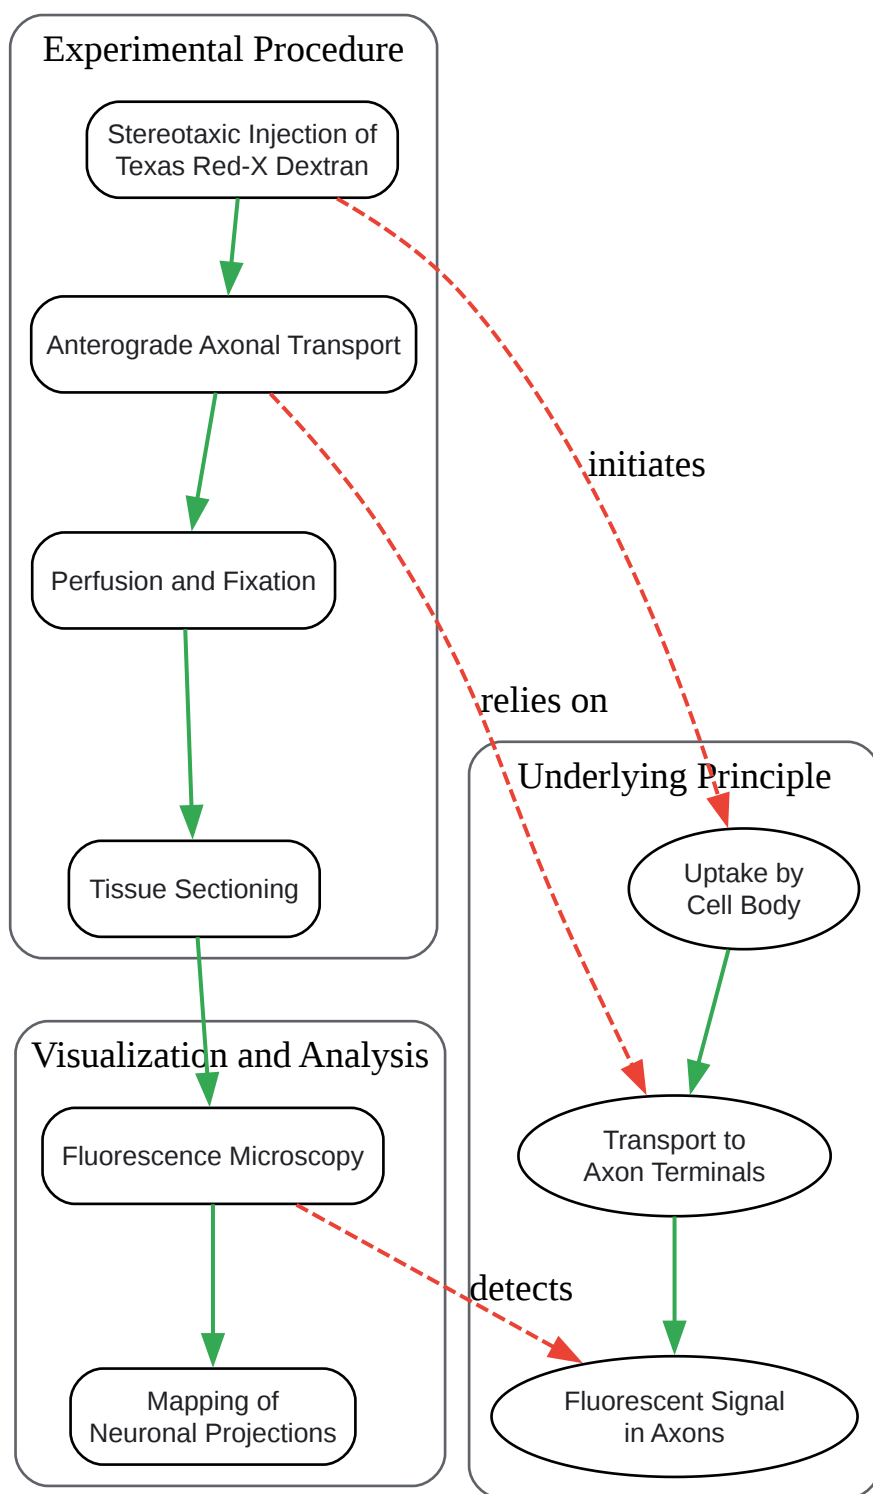 Experimental Procedure
Stereotaxic Injection of
Texas Red-X Dextran
Anterograde Axonal Transport
initiates
Perfusion and Fixation
relies on
Underlying Principle
Uptake by
Cell Body
Tissue Sectioning
Visualization and Analysis
Fluorescence Microscopy
Transport to
Axon Terminals
detects
Mapping of
Neuronal Projections
Fluorescent Signal
in Axons